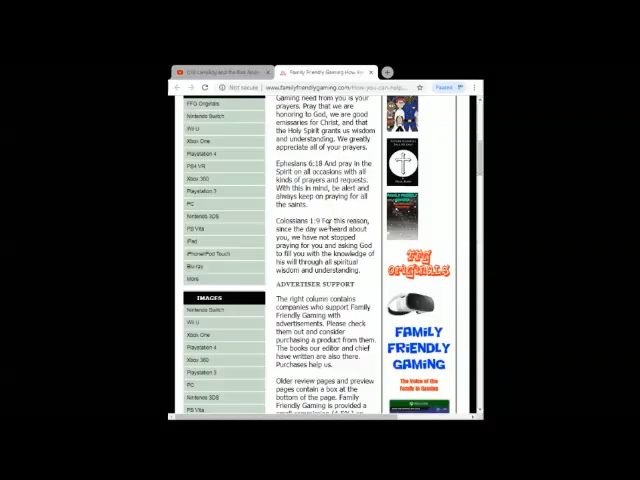 Family Friendly Gaming How
Not secure
www.familyfriendlygaming.com/How-you-can-help
Paused
FFG Originals
Nintendo Switch
Wii U
Xbox One
Playstation 4
PS4 VR
Xbox 360
Playstation 3
PC
Nintendo 3DS
PS Vita
iPad
iPhone/iPod Touch
Blu-ray
More
IMAGES
Nintendo Switch
Wii U
Xbox One
Playstation 4
Xbox 360
Playstation 3
PC
Nintendo 3DS
PS Vita
Gaming need from you is your
prayers. Pray that we are
honoring to God, we are good
emissaries for Christ, and that
the Holy Spirit grants us wisdom
and understanding. We greatly
appreciate all of your prayers.
Ephesians 6:18 And pray in the
Spirit on all occasions with all
kinds of prayers and requests.
With this in mind, be alert and
always keep on praying for all
the saints.
Colossians 1:9 For this reason,
since the day we heard about
you, we have not stopped
praying for you and asking God
to fill you with the knowledge of
his will through all spiritual
wisdom and understanding.
ADVERTISER SUPPORT
The right column contains
companies who support Family
Friendly Gaming with
advertisements. Please check
them out and consider
purchasing a product from them.
The books our editor and chief
have written are also there.
Purchases help us.
Older review pages and preview
pages contain a box at the
bottom of the page. Family
Friendly Gaming is provided a
FFG
ORIGINALS
FAMILY
FRIENDLY
GAMING
The Voice of the
Family in Gaming